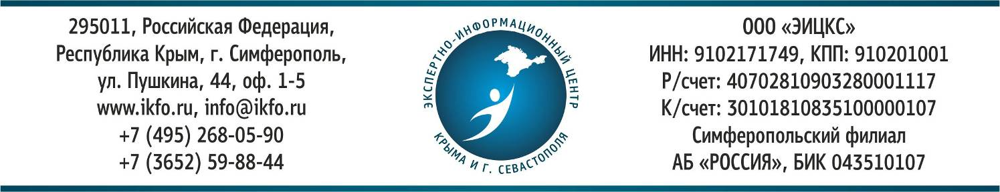 295011, Российская Федерация,
Республика Крым, г. Симферополь,
ул. Пушкина, 44, оф. 1-5
www.ikfo.ru, info@ikfo.ru
+7 (495) 268-05-90
+7 (3652) 59-88-44
ЭКСПЕРТНО-ИНФОРМАЦИОННЫЙ ЦЕНТР
КРЫМА И Г. СЕВАСТОПОЛЯ
ООО «ЭИЦКС»
ИНН: 9102171749, КПП: 910201001
Р/счет: 40702810903280001117
К/счет: 30101810835100000107
Симферопольский филиал
АБ «РОССИЯ», БИК 043510107